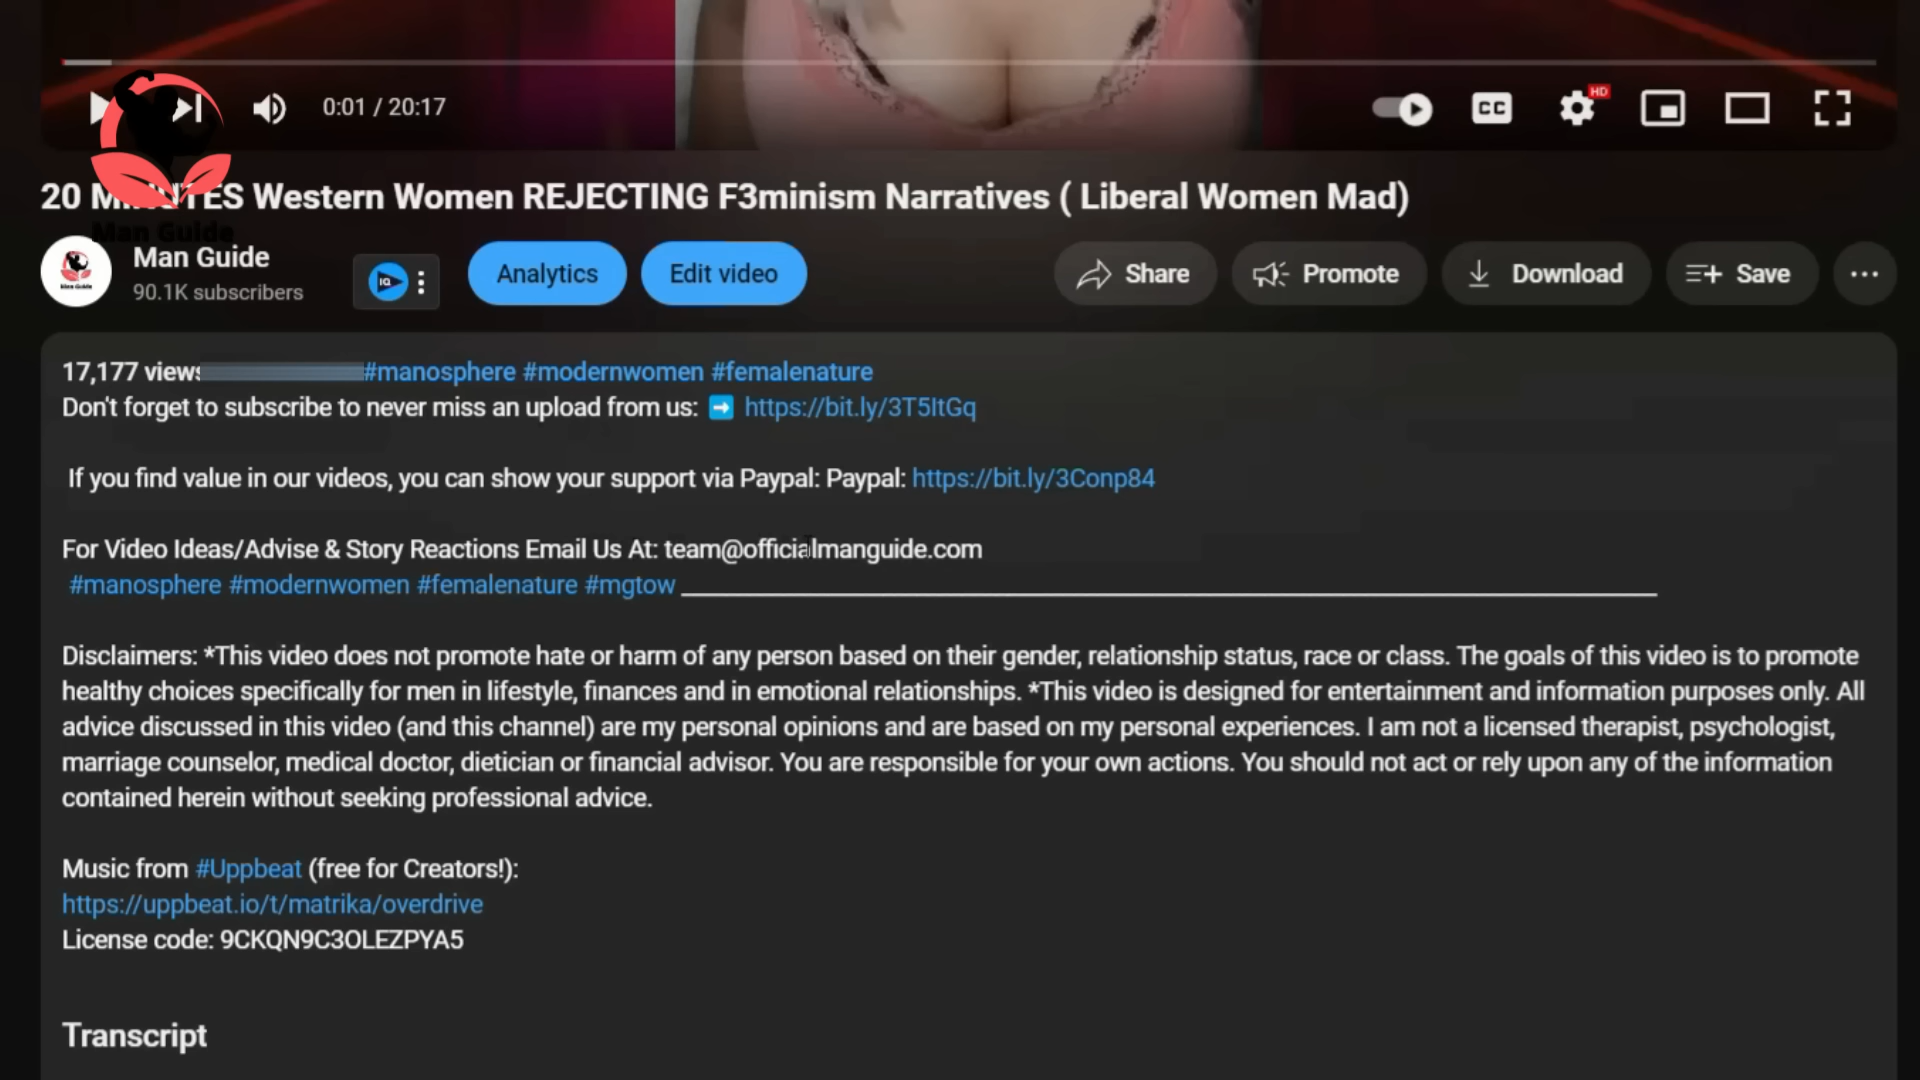 0:01 / 20:17
CC
HD
20 MINUTES Western Women REJECTING F3minism Narratives ( Liberal Women Mad)
Man Guide
Man Guide
90.1K subscribers
IQ
Analytics
Edit video
Share
Promote
Download
Save
17,177 views #manosphere #modernwomen #femalenature
Don't forget to subscribe to never miss an upload from us: ➡ https://bit.ly/3T5ItGq
If you find value in our videos, you can show your support via Paypal: Paypal: https://bit.ly/3Conp84
For Video Ideas/Advise & Story Reactions Email Us At: team@officialmanguide.com
#manosphere #modernwomen #femalenature #mgtow
Disclaimers: *This video does not promote hate or harm of any person based on their gender, relationship status, race or class. The goals of this video is to promote
healthy choices specifically for men in lifestyle, finances and in emotional relationships. *This video is designed for entertainment and information purposes only. All
advice discussed in this video (and this channel) are my personal opinions and are based on my personal experiences. I am not a licensed therapist, psychologist,
marriage counselor, medical doctor, dietician or financial advisor. You are responsible for your own actions. You should not act or rely upon any of the information
contained herein without seeking professional advice.
Music from #Uppbeat (free for Creators!):
https://uppbeat.io/t/matrika/overdrive
License code: 9CKQN9C3OLEZPYA5
Transcript